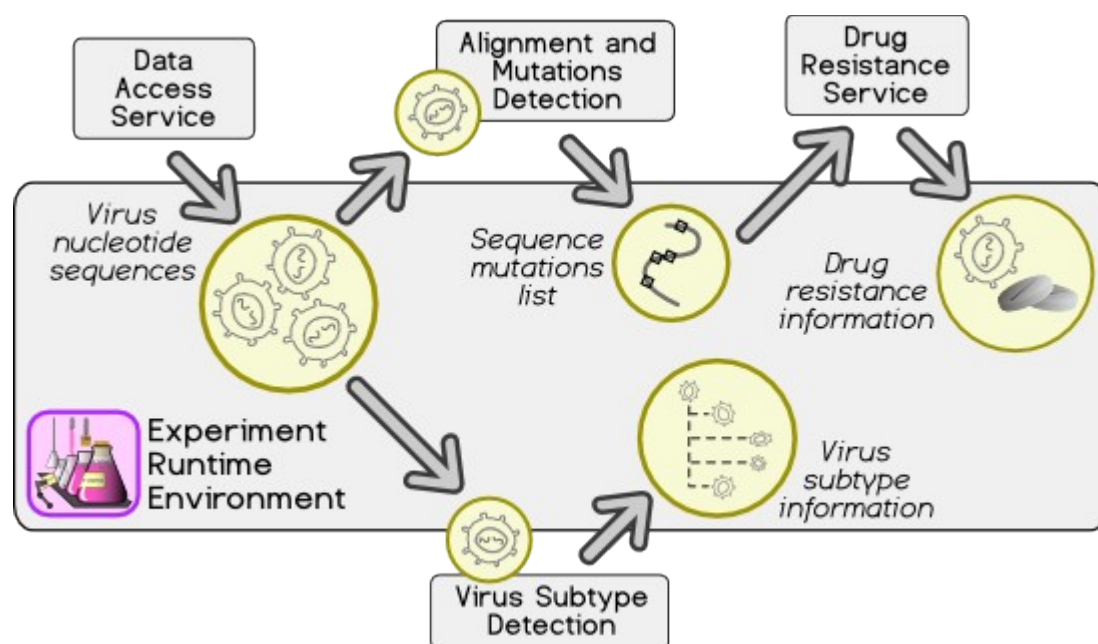 Data
Access
Service
Alignment and
Mutations
Detection
Drug
Resistance
Service
Virus
nucleotide
sequences
Sequence
mutations
list
Drug
resistance
information
Experiment
Runtime
Environment
Virus
subtype
information
Virus Subtype
Detection